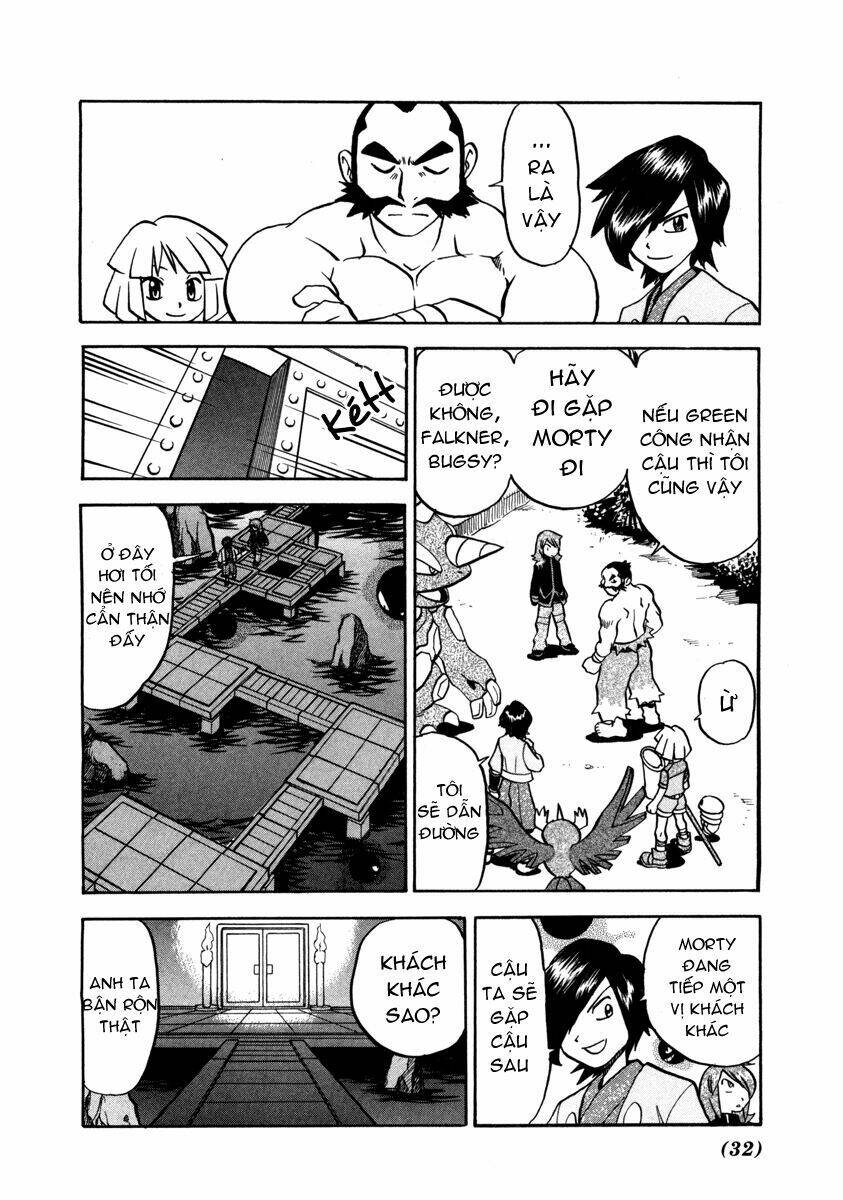 ...
RA
LÀ
VẬY
NẾU GREEN
CÔNG NHÂN
CẬU THÌ TÔI
CŨNG VẬY
HÃY
ĐI GẶP
MORTY
ĐI
ĐƯỢC
KHÔNG,
FALKNER,
BUGSY?
Ừ
TÔI
SẼ DẪN
ĐƯỜNG
KÉTT
Ở ĐÂY
HƠI TỐI
NÊN NHỚ
CẨN THẬN
ĐẤY
MORTY
ĐANG
TIẾP MỘT
VỊ KHÁCH
KHÁC
CẬU
TA SẼ
GẶP
CẬU
SAU
KHÁCH
KHÁC
SAO?
ANH TA
BẬN RỘN
THẬT
(32)